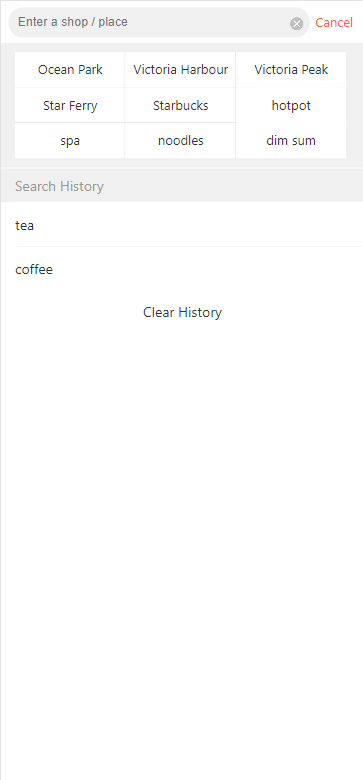 Enter a shop / place
Cancel
Ocean Park
Victoria Harbour
Victoria Peak
Star Ferry
Starbucks
hotpot
spa
noodles
dim sum
Search History
tea
coffee
Clear History